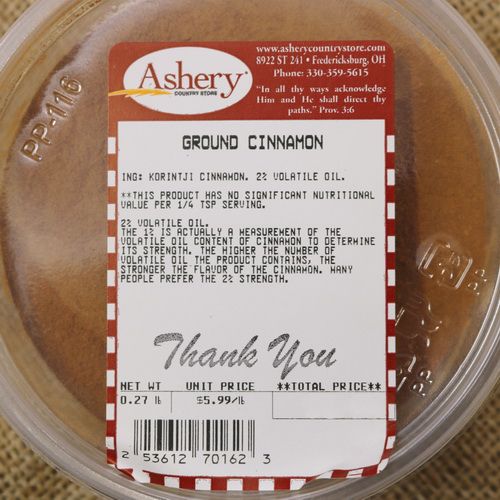 PP-116
Ashery
COUNTRY STORE
www.asherycountrystore.com
8922 ST 241 • Fredericksburg, OH
Phone: 330-359-5615
"In all thy ways acknowledge
Him and He shall direct thy
paths." Prov. 3:6
GROUND CINNAMON
ING: KORINTJI CINNAMON. 2% VOLATILE OIL.
**THIS PRODUCT HAS NO SIGNIFICANT NUTRITIONAL
VALUE PER 1/4 TSP SERVING.
2% VOLATILE OIL.
THE 1% IS ACTUALLY A MEASUREMENT OF THE
VOLATILE OIL CONTENT OF CINNAMON TO DETERMINE
ITS STRENGTH. THE HIGHER THE NUMBER OF
VOLATILE OIL THE PRODUCT CONTAINS, THE
STRONGER THE FLAVOR OF THE CINNAMON. MANY
PEOPLE PREFER THE 2% STRENGTH.
Thank You
NET WT UNIT PRICE **TOTAL PRICE**
0.27 lb $5.99/lb
2 53612 70162 3
PP